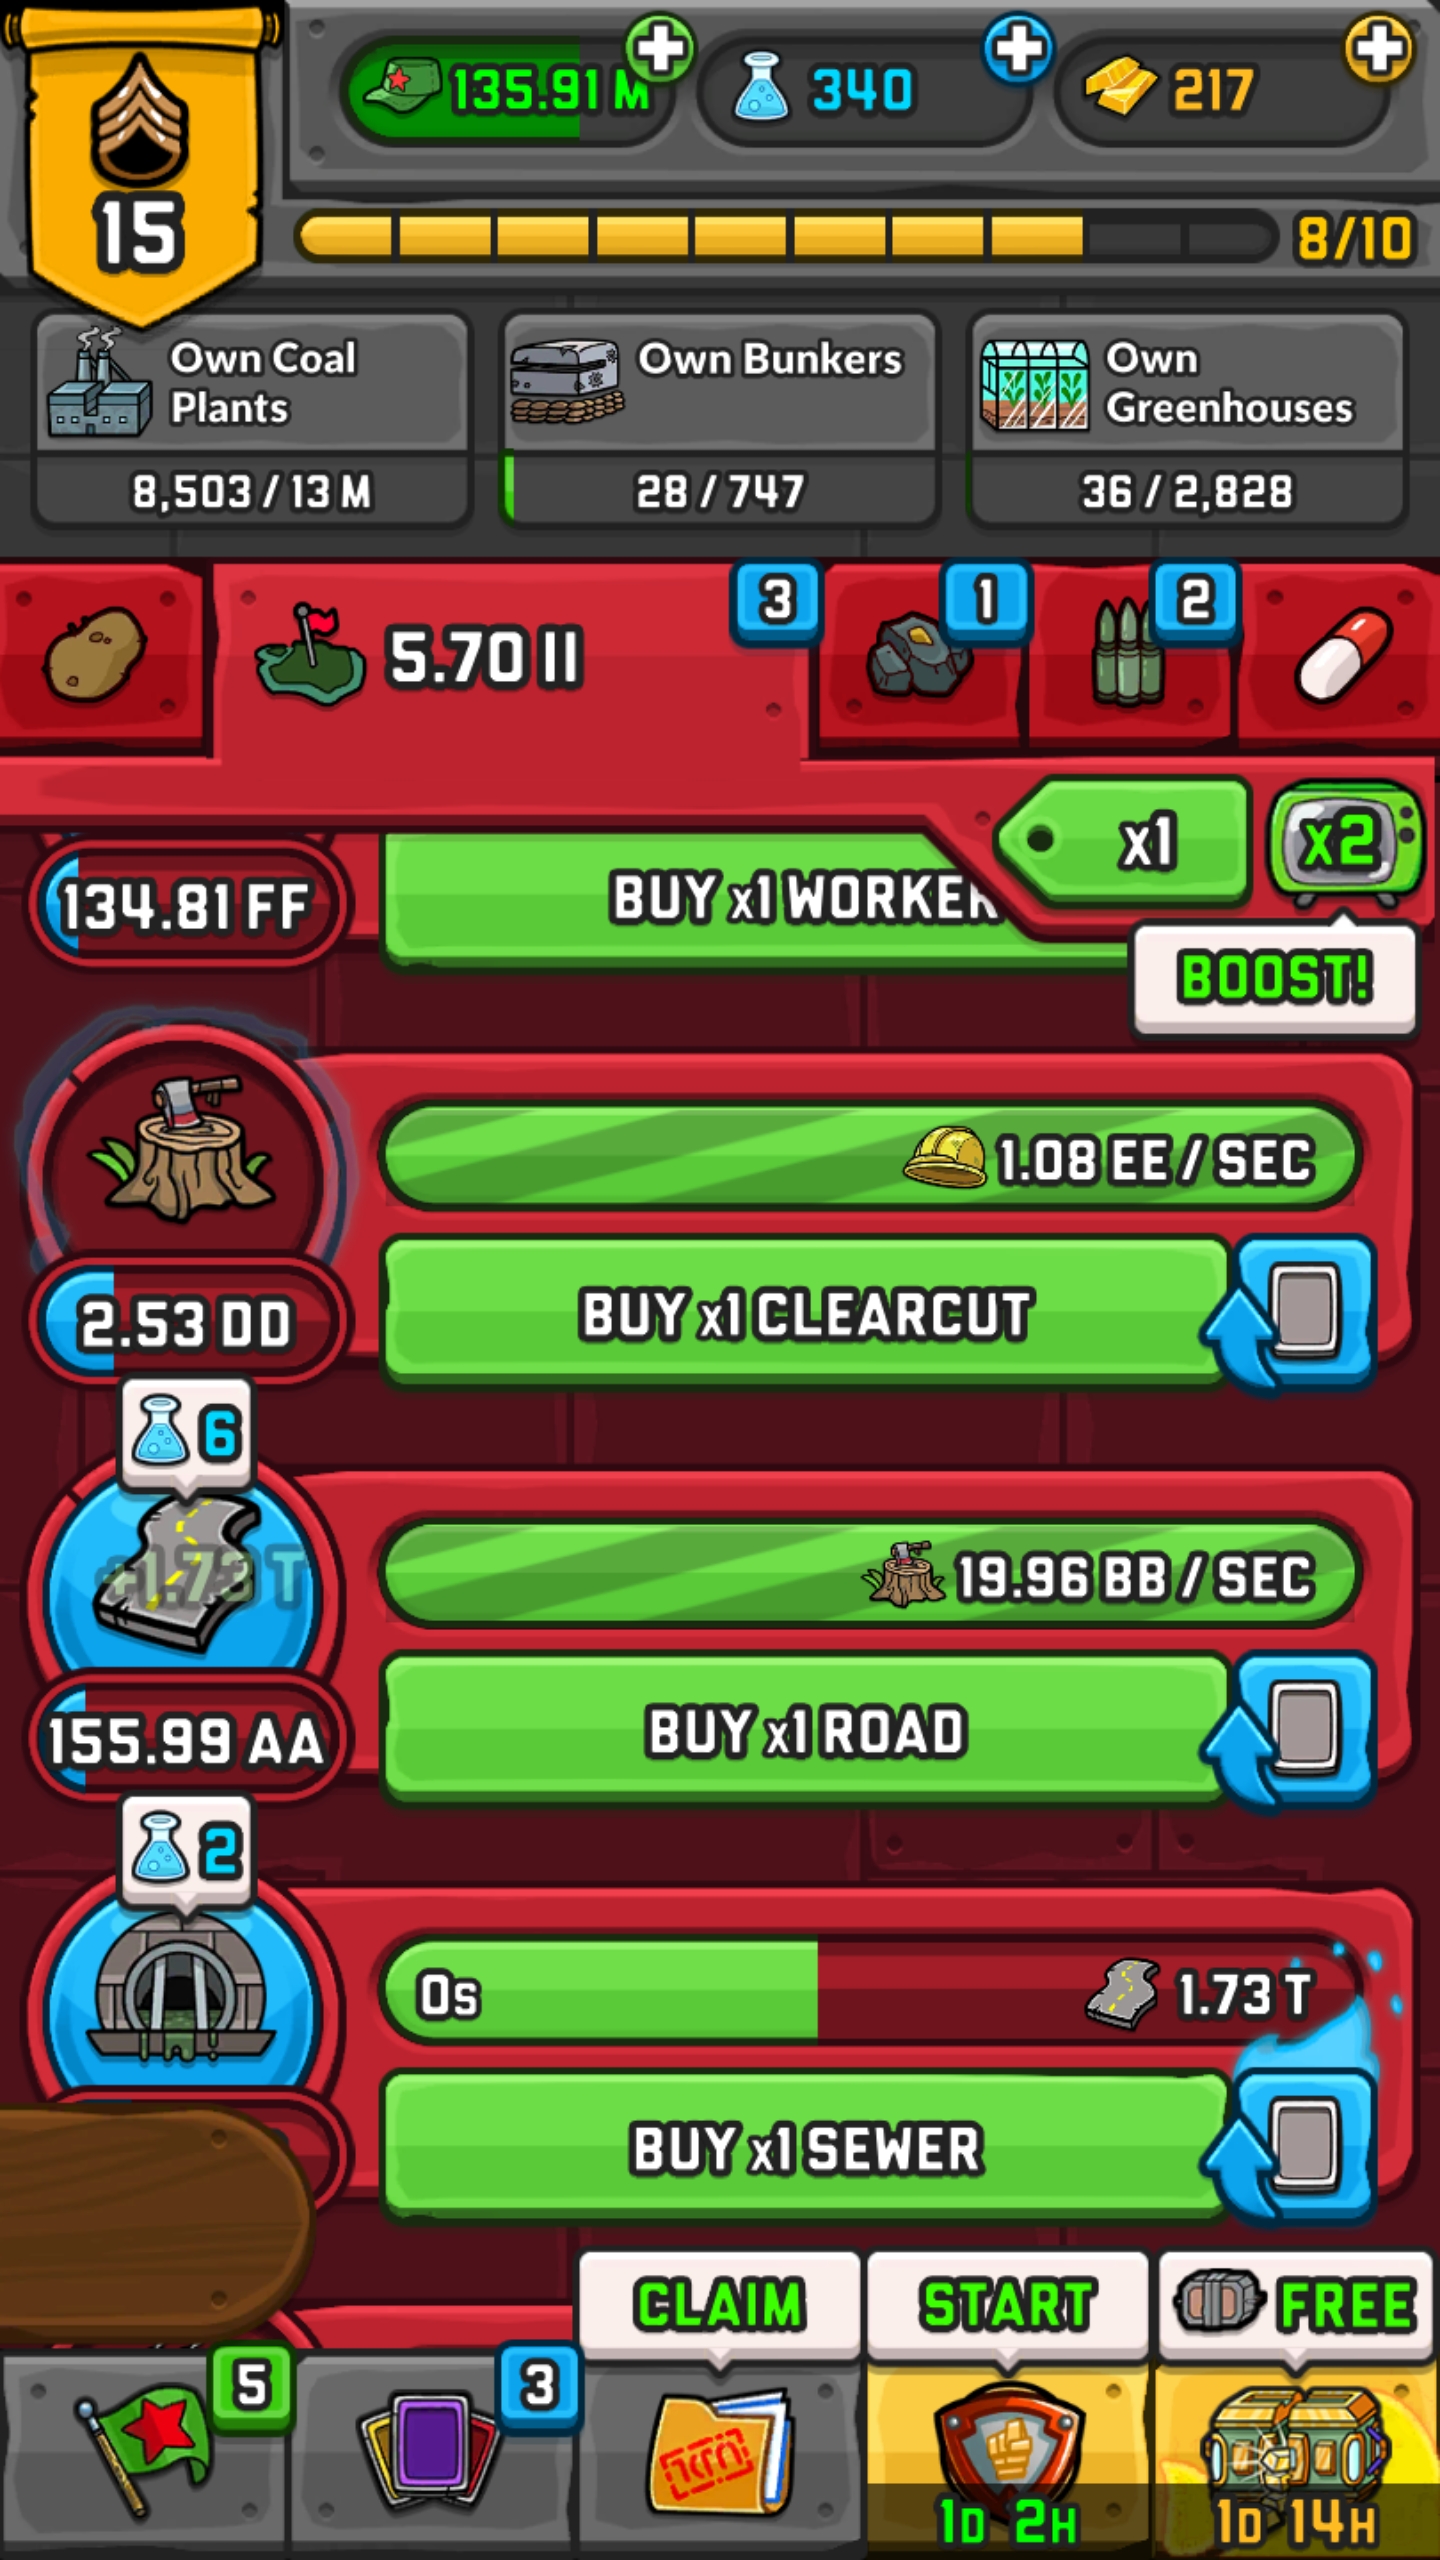 15
135.91 M
340
217
8/10
Own Coal
Plants
8,503 / 13 M
Own Bunkers
28 / 747
Own
Greenhouses
36 / 2,828
5.70 II
3
1
2
x1
x2
BOOST!
134.81 FF
BUY x1 WORKER
1.08 EE / SEC
2.53 DD
BUY x1 CLEARCUT
6
+1.73 T
19.96 BB / SEC
155.99 AA
BUY x1 ROAD
2
0s
1.73 T
BUY x1 SEWER
CLAIM
START
FREE
5
3
1D 2H
1D 14H